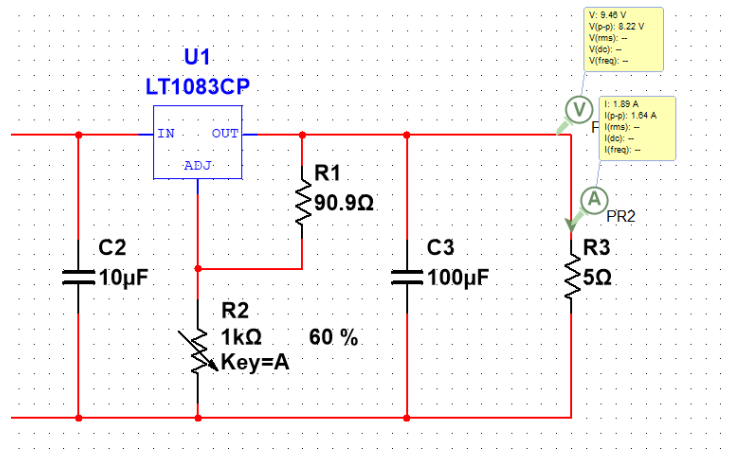 V: 9.46 V
V(p-p): 8.22 V
V(rms): --
V(dc): --
V(freq): --
U1
LT1083CP
V
I: 1.89 A
I(p-p): 1.64 A
I(rms): --
I(dc): --
I(freq): --
IN
OUT
ADJ
R1
90.9Ω
A
PR2
C2
10µF
C3
100µF
R3
5Ω
R2
1kΩ
60 %
Key=A